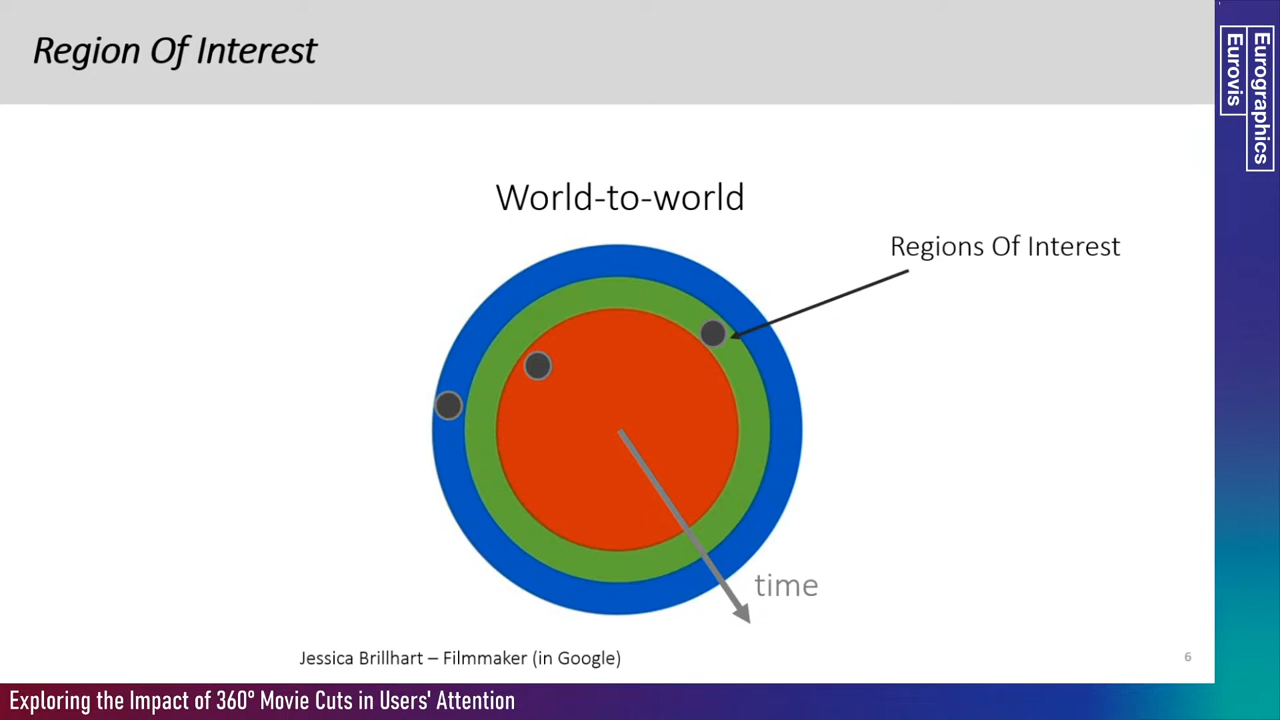 Region Of Interest
Eurographics
Eurovis
World-to-world
Regions Of Interest
time
Jessica Brillhart – Filmmaker (in Google)
6
Exploring the Impact of 360° Movie Cuts in Users' Attention